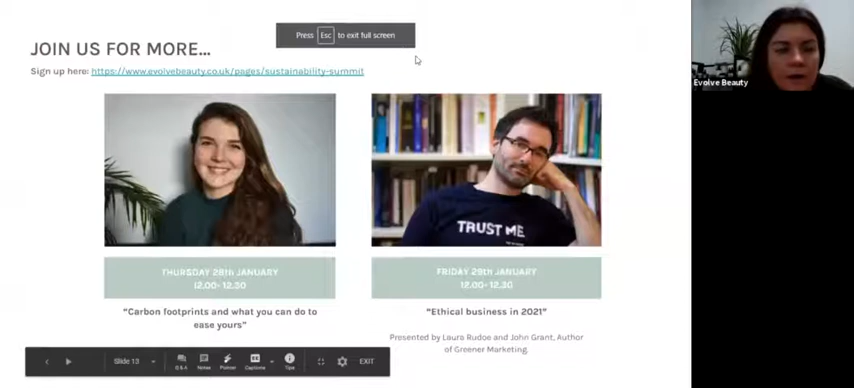 Press Esc to exit full screen
JOIN US FOR MORE...
Sign up here: https://www.evolvebeauty.co.uk/pages/sustainability-summit
Evolve Beauty
TRUST ME
THURSDAY 28th JANUARY
12.00- 12.30
"Carbon footprints and what you can do to
ease yours"
FRIDAY 29th JANUARY
12.00- 12.30
"Ethical business in 2021"
Presented by Laura Rudoe and John Grant, Author
of Greener Marketing.
Slide 13
Q & A
Notes
Pointer
Captions
Tips
EXIT